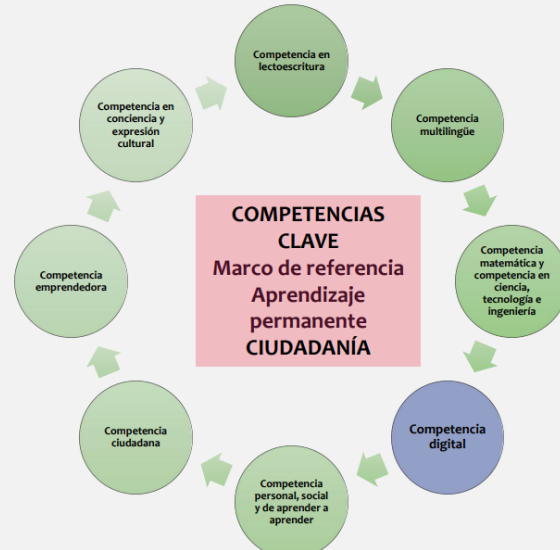 Competencia en
lectoescritura
Competencia
multilingüe
Competencia
matemática y
competencia en
ciencia,
tecnología e
ingeniería
Competencia
digital
Competencia
personal, social
y de aprender a
aprender
Competencia
ciudadana
Competencia
emprendedora
Competencia en
conciencia y
expresión
cultural
COMPETENCIAS
CLAVE
Marco de referencia
Aprendizaje
permanente
CIUDADANÍA